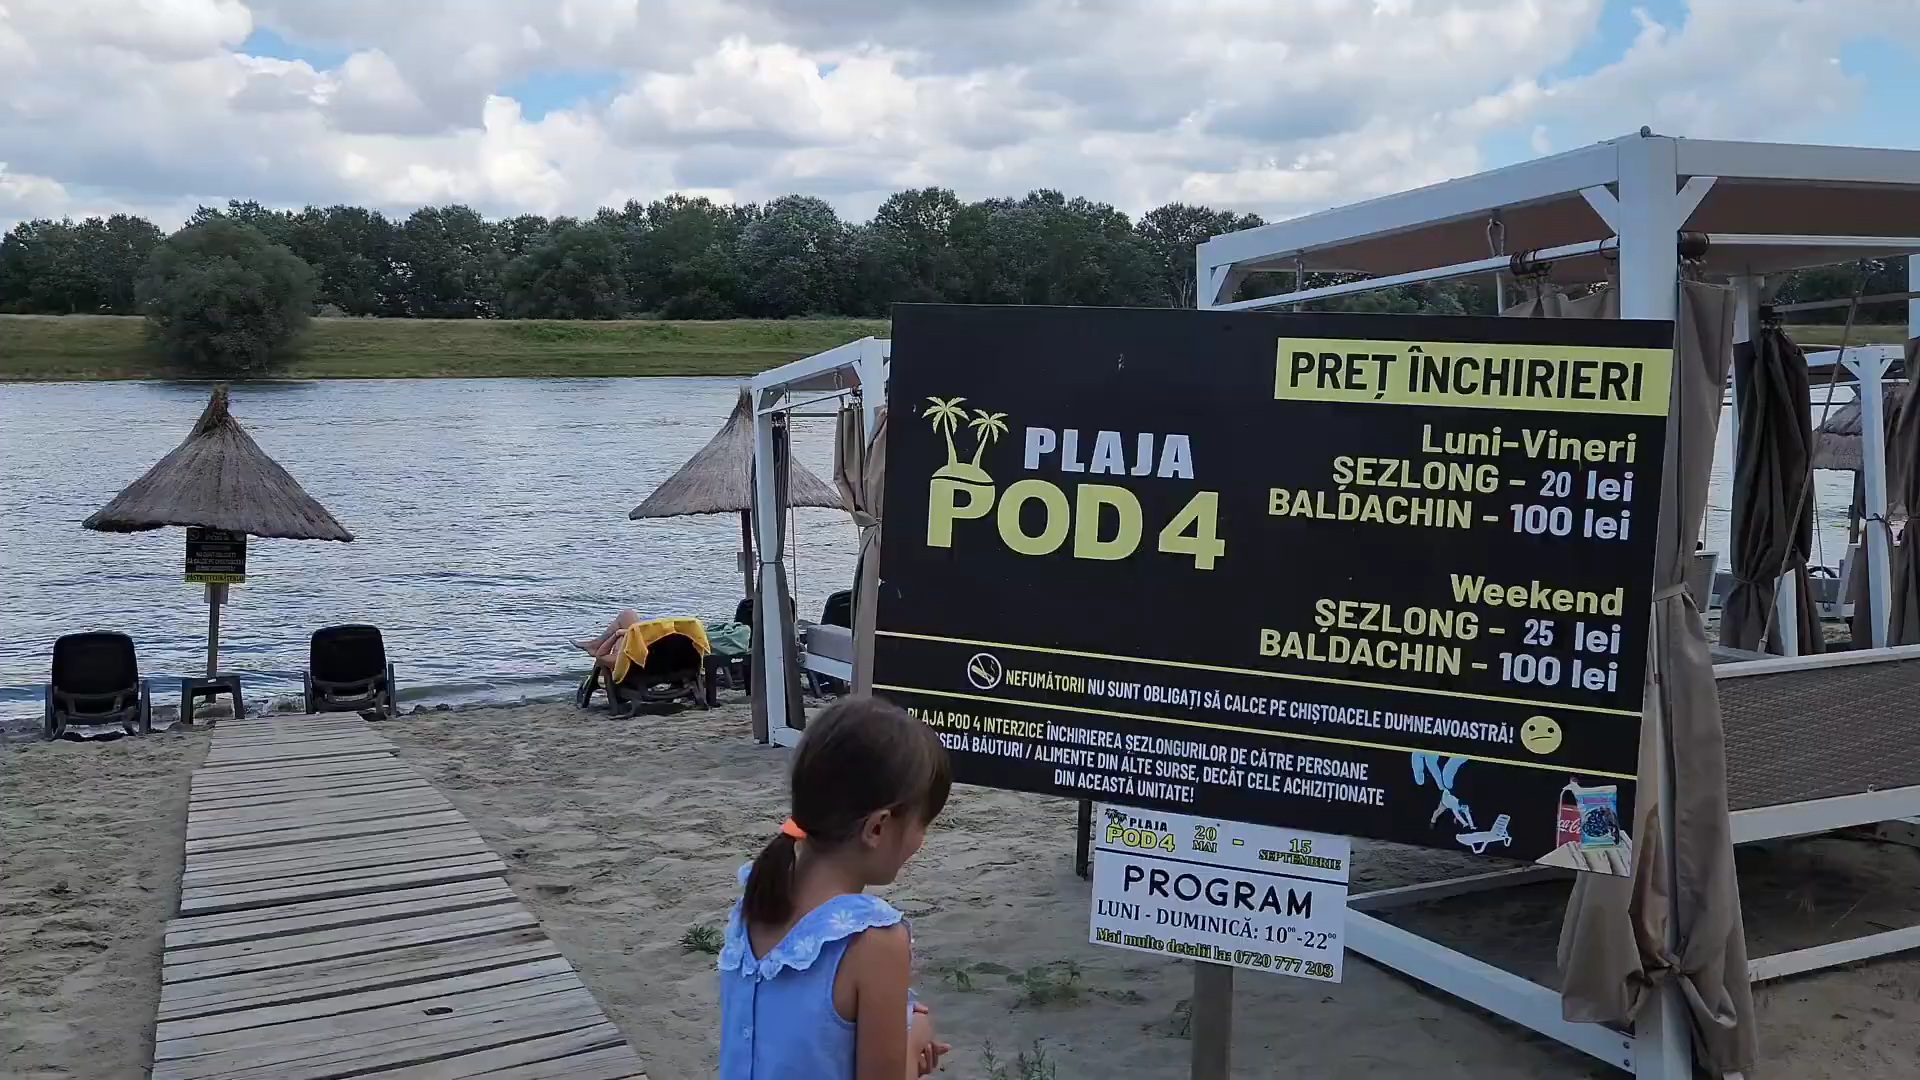 PREȚ ÎNCHIRIERI
PLAJA
POD 4
Luni-Vineri
ȘEZLONG - 20 lei
BALDACHIN - 100 lei
Weekend
ȘEZLONG - 25 lei
BALDACHIN - 100 lei
NEFUMĂTORII NU SUNT OBLIGAȚI SĂ CALCE PE CHIȘTOACELE DUMNEAVOASTRĂ!
PLAJA POD 4 INTERZICE ÎNCHIRIEREA ȘEZLONGURILOR DE CĂTRE PERSOANE
BĂUTURI / ALIMENTE DIN ALTE SURSE, DECÂT CELE ACHIZIȚIONATE
DIN ACEASTĂ UNITATE!
PLAJA
POD 4
20 MAI - 15 SEPTEMBRIE
PROGRAM
LUNI - DUMINICĂ: 10⁰⁰-22⁰⁰
Mai multe detalii la: 0720 777 203